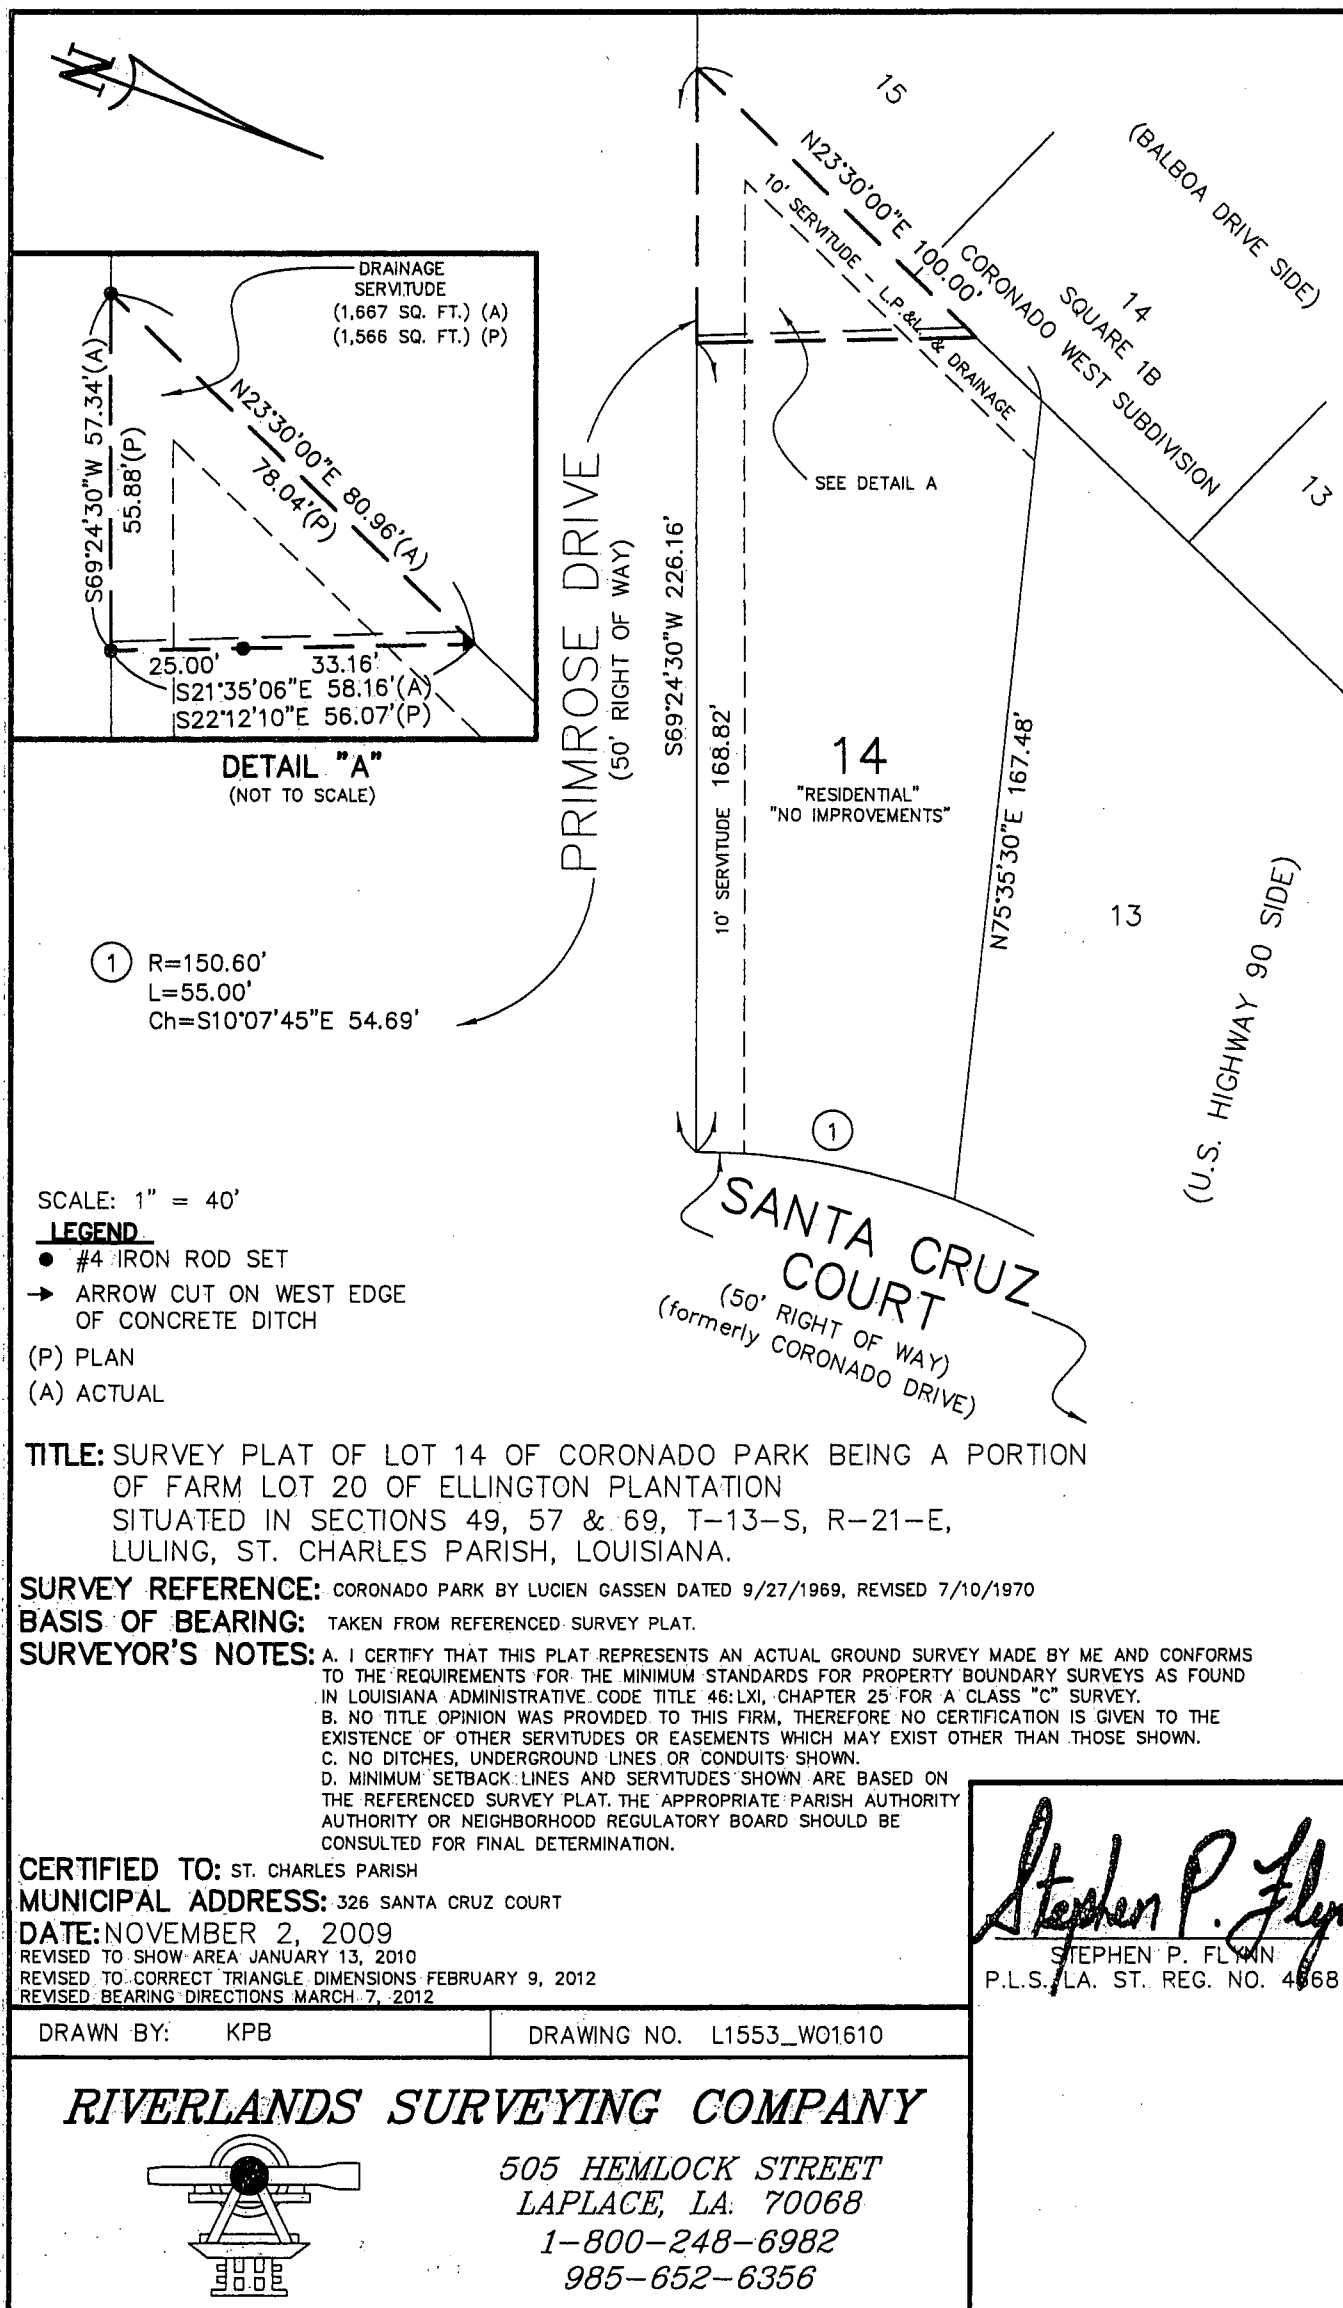 N
15
(BALBOA DRIVE SIDE)
N23°30'00"E 100.00'
10' SERVITUDE - L.P.&L. & DRAINAGE
CORONADO WEST SUBDIVISION
14
SQUARE 1B
13
DRAINAGE
SERVITUDE
(1,667 SQ. FT.) (A)
(1,566 SQ. FT.) (P)
S69°24'30"W 57.34'(A)
55.88'(P)
N23°30'00"E 80.96'(A)
78.04'(P)
25.00'
33.16'
S21°35'06"E 58.16'(A)
S22°12'10"E 56.07'(P)
DETAIL "A"
(NOT TO SCALE)
SEE DETAIL A
PRIMROSE DRIVE
(50' RIGHT OF WAY)
S69°24'30"W 226.16'
10' SERVITUDE 168.82'
14
"RESIDENTIAL"
"NO IMPROVEMENTS"
N75°35'30"E 167.48'
13
(U.S. HIGHWAY 90 SIDE)
1
R=150.60'
L=55.00'
Ch=S10°07'45"E 54.69'
1
SANTA CRUZ
COURT
(50' RIGHT OF WAY)
(formerly CORONADO DRIVE)
SCALE: 1" = 40'
LEGEND
#4 IRON ROD SET
ARROW CUT ON WEST EDGE
OF CONCRETE DITCH
(P) PLAN
(A) ACTUAL
TITLE: SURVEY PLAT OF LOT 14 OF CORONADO PARK BEING A PORTION
OF FARM LOT 20 OF ELLINGTON PLANTATION
SITUATED IN SECTIONS 49, 57 & 69, T-13-S, R-21-E,
LULING, ST. CHARLES PARISH, LOUISIANA.
SURVEY REFERENCE: CORONADO PARK BY LUCIEN GASSEN DATED 9/27/1969, REVISED 7/10/1970
BASIS OF BEARING: TAKEN FROM REFERENCED SURVEY PLAT.
SURVEYOR'S NOTES: A. I CERTIFY THAT THIS PLAT REPRESENTS AN ACTUAL GROUND SURVEY MADE BY ME AND CONFORMS
TO THE REQUIREMENTS FOR THE MINIMUM STANDARDS FOR PROPERTY BOUNDARY SURVEYS AS FOUND
IN LOUISIANA ADMINISTRATIVE CODE TITLE 46:LXI, CHAPTER 25 FOR A CLASS "C" SURVEY.
B. NO TITLE OPINION WAS PROVIDED TO THIS FIRM, THEREFORE NO CERTIFICATION IS GIVEN TO THE
EXISTENCE OF OTHER SERVITUDES OR EASEMENTS WHICH MAY EXIST OTHER THAN THOSE SHOWN.
C. NO DITCHES, UNDERGROUND LINES OR CONDUITS SHOWN.
D. MINIMUM SETBACK LINES AND SERVITUDES SHOWN ARE BASED ON
THE REFERENCED SURVEY PLAT. THE APPROPRIATE PARISH AUTHORITY
AUTHORITY OR NEIGHBORHOOD REGULATORY BOARD SHOULD BE
CONSULTED FOR FINAL DETERMINATION.
CERTIFIED TO: ST. CHARLES PARISH
MUNICIPAL ADDRESS: 326 SANTA CRUZ COURT
DATE: NOVEMBER 2, 2009
REVISED TO SHOW AREA JANUARY 13, 2010
REVISED TO CORRECT TRIANGLE DIMENSIONS FEBRUARY 9, 2012
REVISED BEARING DIRECTIONS MARCH 7, 2012
Stephen P. Flyn
STEPHEN P. FLYNN
P.L.S. LA. ST. REG. NO.
DRAWN BY: KPB
DRAWING NO. L1553_WO1610
RIVERLANDS SURVEYING COMPANY
505 HEMLOCK STREET
LAPLACE, LA. 70068
1-800-248-6982
985-652-6356